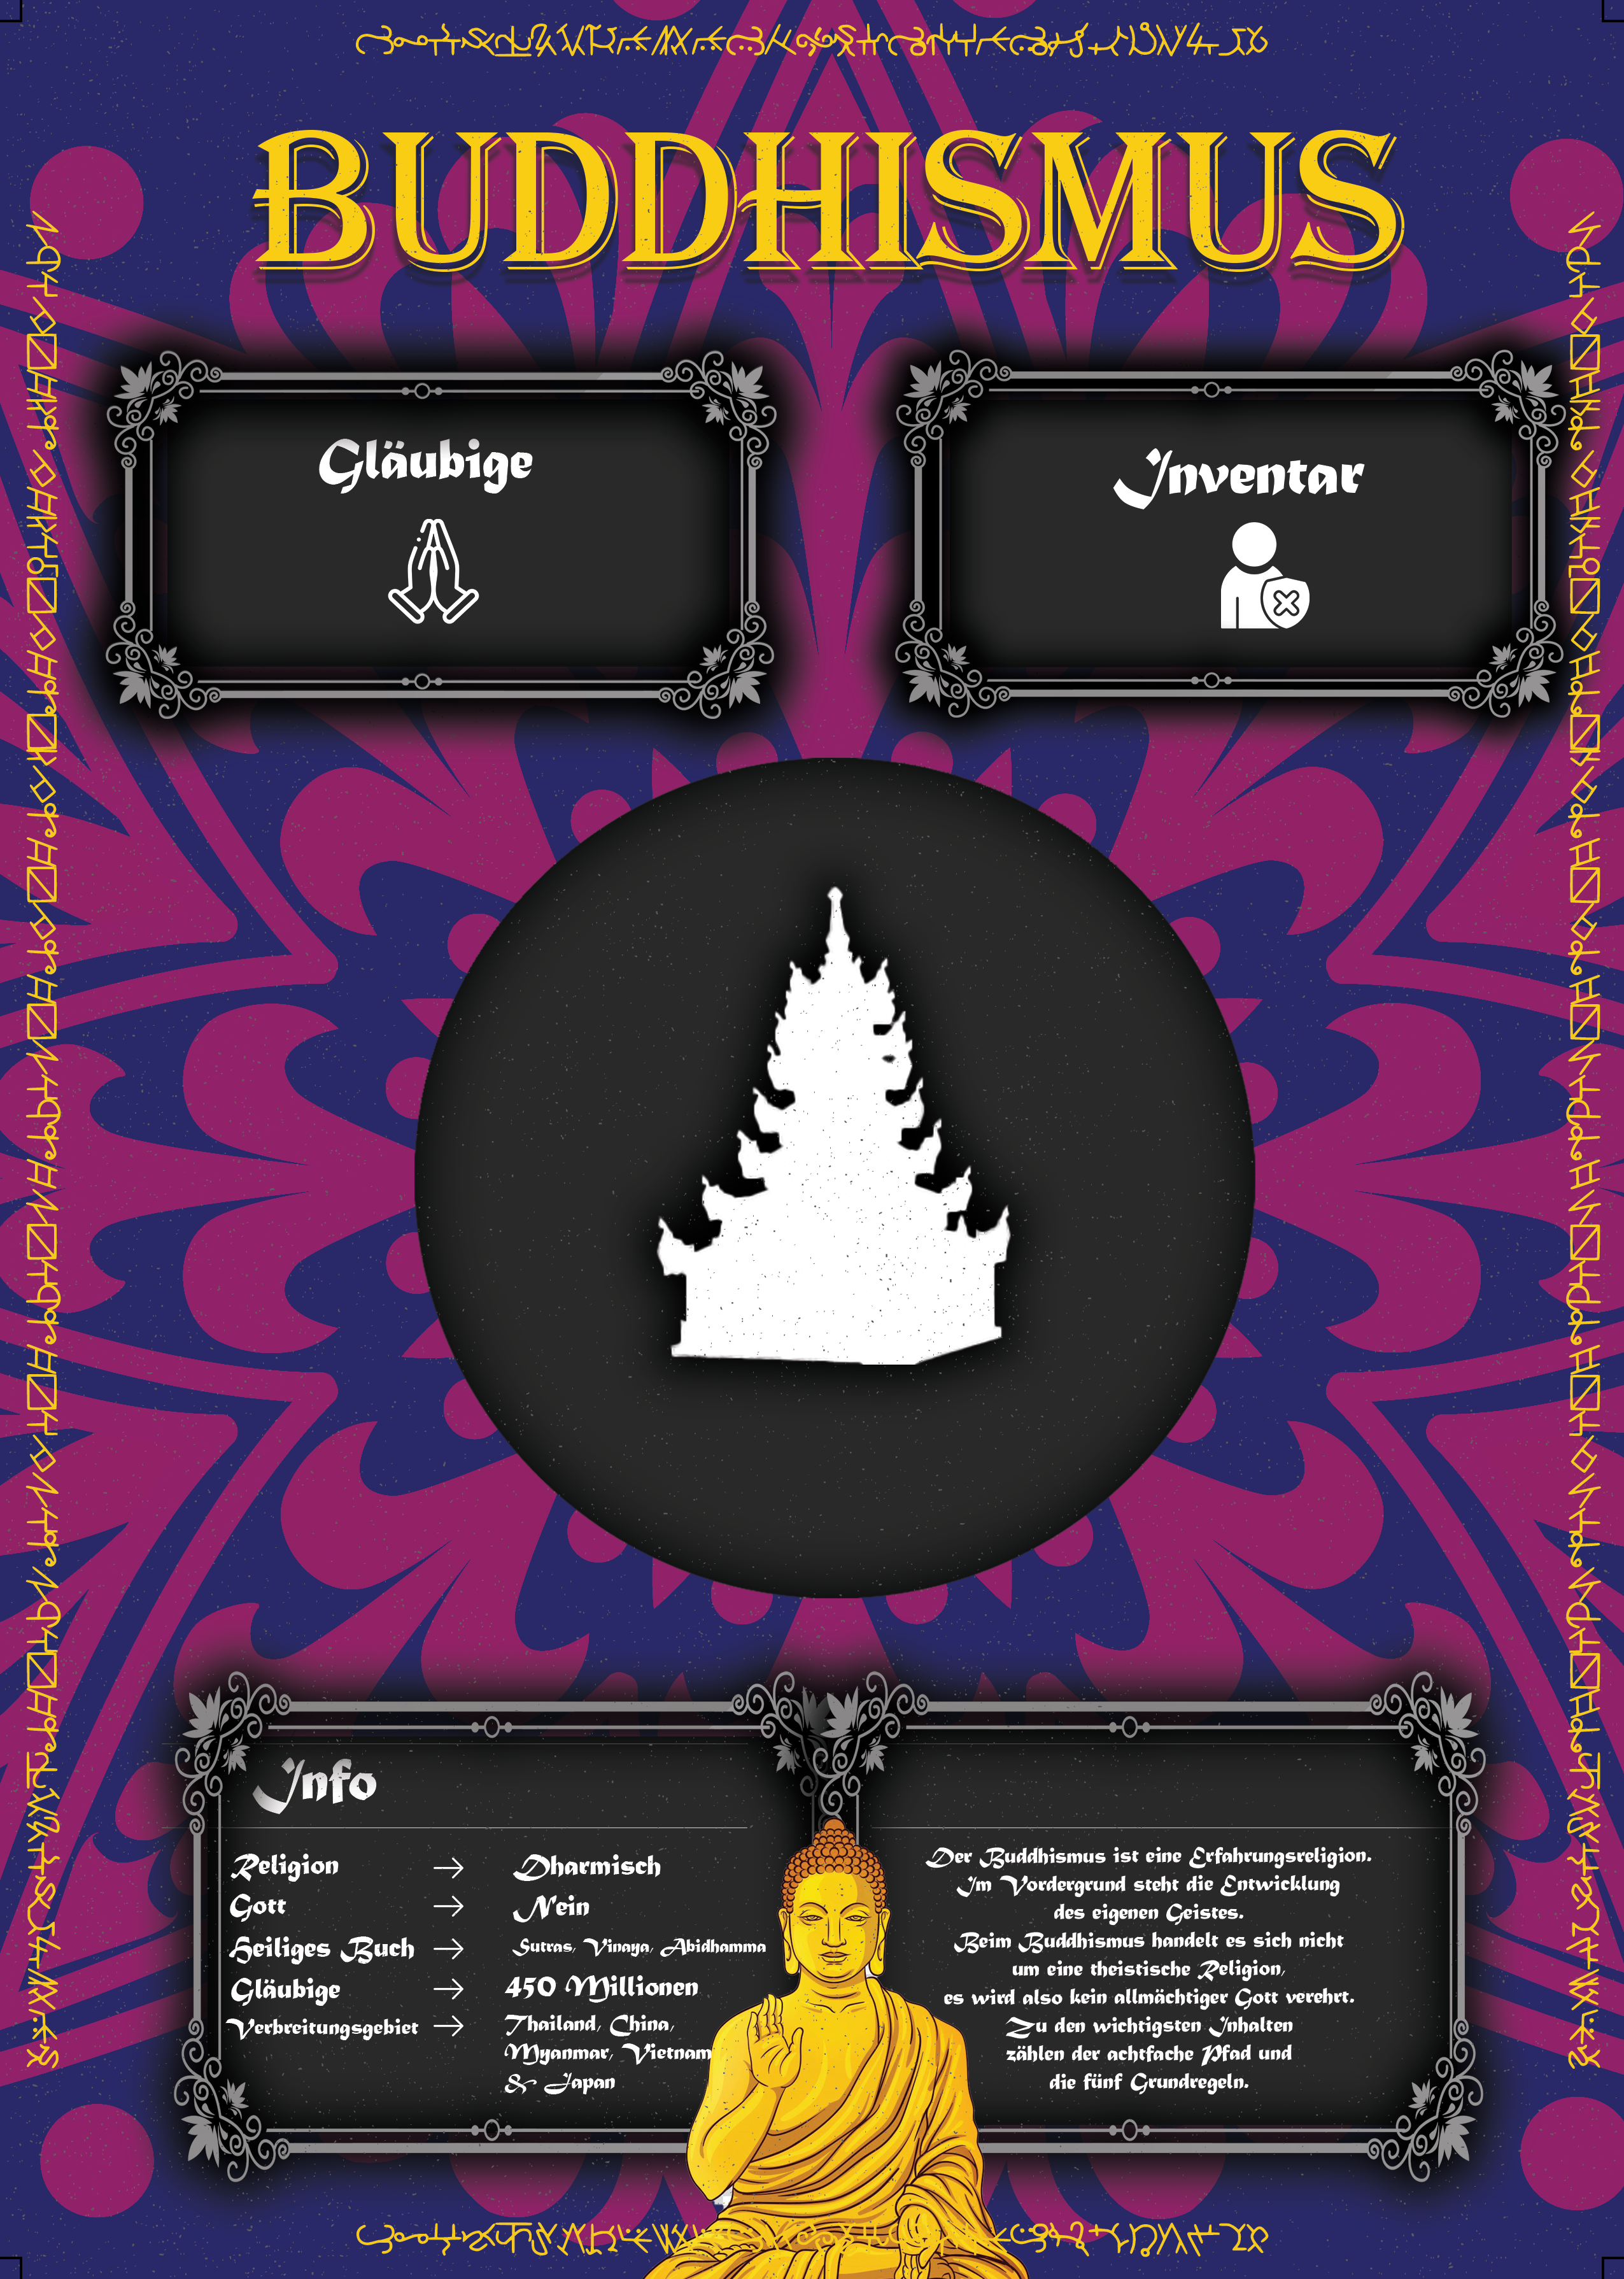 BUDDHISMUS
Gläubige
Inventar
Info
Religion → Dharmisch
Gott → Nein
Heiliges Buch → Sutras, Vinaya, Abidhamma
Gläubige → 450 Millionen
Verbreitungsgebiet → Thailand, China,
Myanmar, Vietnam
& Japan
Der Buddhismus ist eine Erfahrungsreligion.
Im Vordergrund steht die Entwicklung
des eigenen Geistes.
Beim Buddhismus handelt es sich nicht
um eine theistische Religion,
es wird also kein allmächtiger Gott verehrt.
Zu den wichtigsten Inhalten
zählen der achtfache Pfad und
die fünf Grundregeln.